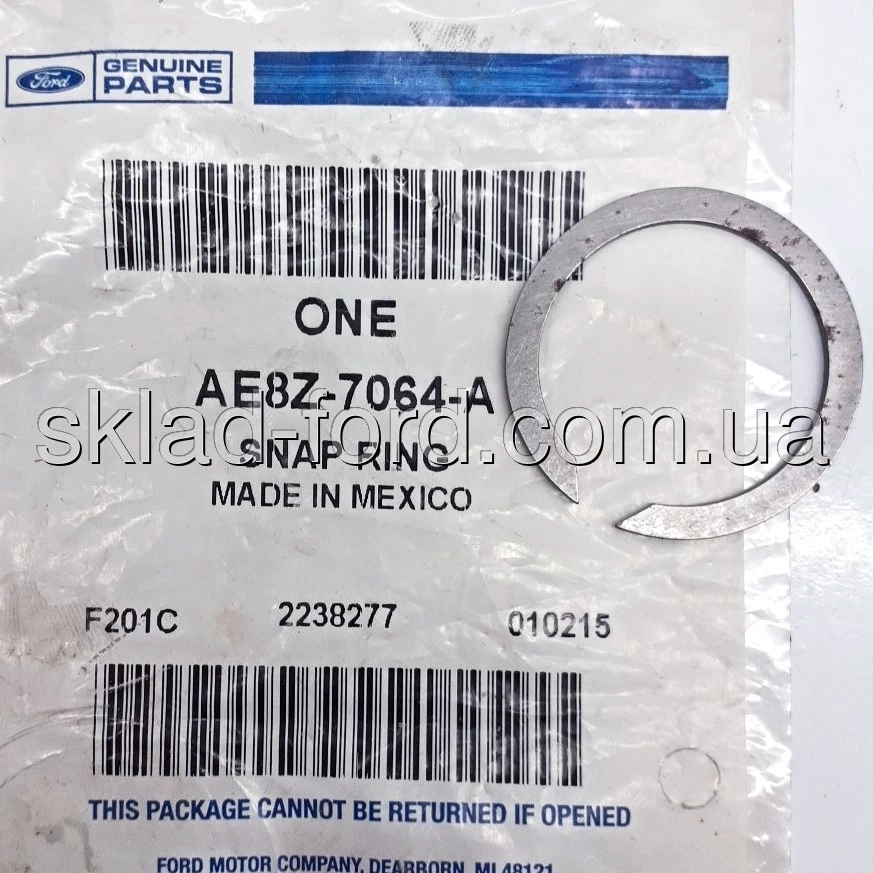 Ford
GENUINE
PARTS
ONE
AE8Z-7064-A
sklad-ford.com.ua
SNAP RING
MADE IN MEXICO
F201C 2238277 010215
THIS PACKAGE CANNOT BE RETURNED IF OPENED
FORD MOTOR COMPANY, DEARBORN, MI 48121